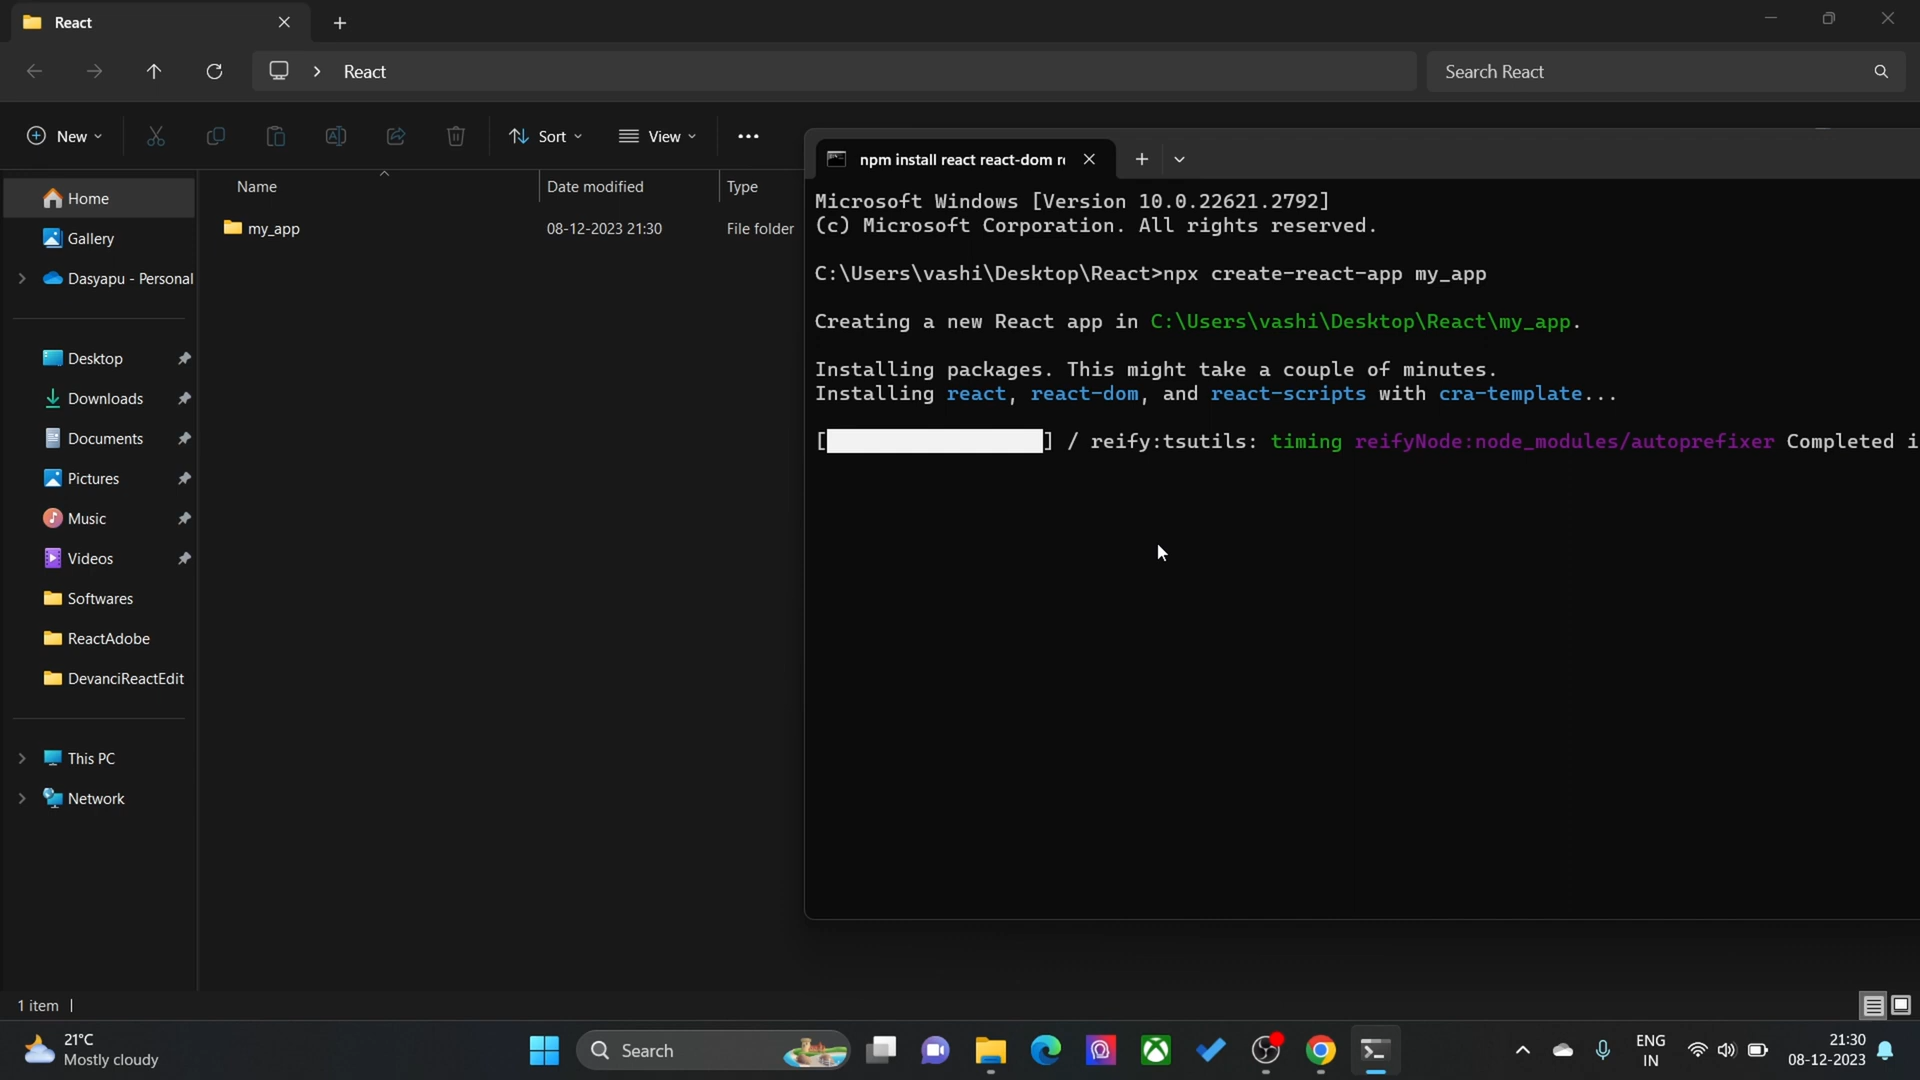 React
React
Search React
New
Sort
View
Name
Date modified
Type
my_app
08-12-2023 21:30
File folder
Home
Gallery
Dasyapu - Personal
Desktop
Downloads
Documents
Pictures
Music
Videos
Softwares
ReactAdobe
DevanciReactEdit
This PC
Network
npm install react react-dom r
Microsoft Windows [Version 10.0.22621.2792]
(c) Microsoft Corporation. All rights reserved.
C:\Users\vashi\Desktop\React>npx create-react-app my_app
Creating a new React app in C:\Users\vashi\Desktop\React\my_app.
Installing packages. This might take a couple of minutes.
Installing react, react-dom, and react-scripts with cra-template...
[ ] / reify:tsutils: timing reifyNode:node_modules/autoprefixer Completed i
1 item
21°C
Mostly cloudy
Search
ENG
IN
21:30
08-12-2023